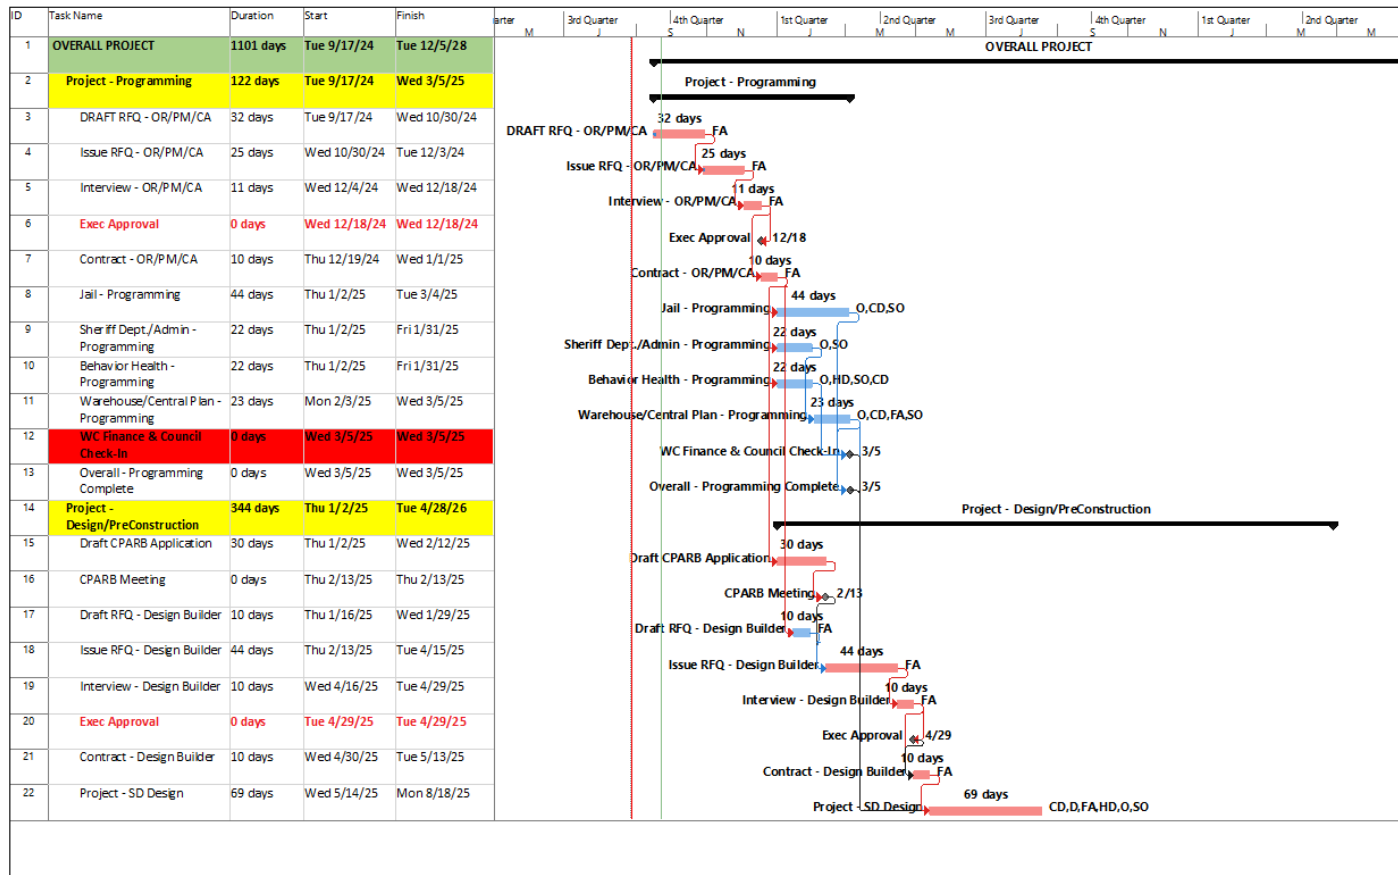 ID Task Name Duration Start Finish
arter 3rd Quarter 4th Quarter 1st Quarter 2nd Quarter 3rd Quarter 4th Quarter 1st Quarter 2nd Quarter
M J S N J M M J S N J M M
1 OVERALL PROJECT 1101 days Tue 9/17/24 Tue 12/5/28
OVERALL PROJECT
2 Project - Programming 122 days Tue 9/17/24 Wed 3/5/25
Project - Programming
3 DRAFT RFQ - OR/PM/CA 32 days Tue 9/17/24 Wed 10/30/24
32 days
DRAFT RFQ - OR/PM/CA FA
4 Issue RFQ - OR/PM/CA 25 days Wed 10/30/24 Tue 12/3/24
25 days
Issue RFQ - OR/PM/CA FA
5 Interview - OR/PM/CA 11 days Wed 12/4/24 Wed 12/18/24
11 days
Interview - OR/PM/CA FA
6 Exec Approval 0 days Wed 12/18/24 Wed 12/18/24
Exec Approval 12/18
7 Contract - OR/PM/CA 10 days Thu 12/19/24 Wed 1/1/25
10 days
Contract - OR/PM/CA FA
8 Jail - Programming 44 days Thu 1/2/25 Tue 3/4/25
44 days
Jail - Programming O,CD,SO
9 Sheriff Dept./Admin - 22 days Thu 1/2/25 Fri 1/31/25
Programming
22 days
Sheriff Dept./Admin - Programming O,SO
10 Behavior Health - 22 days Thu 1/2/25 Fri 1/31/25
Programming
22 days
Behavior Health - Programming O,HD,SO,CD
11 Warehouse/Central Plan - 23 days Mon 2/3/25 Wed 3/5/25
Programming
23 days
Warehouse/Central Plan - Programming O,CD,FA,SO
12 WC Finance & Council 0 days Wed 3/5/25 Wed 3/5/25
Check-In
WC Finance & Council Check-In 3/5
13 Overall - Programming 0 days Wed 3/5/25 Wed 3/5/25
Complete
Overall - Programming Complete 3/5
14 Project - 344 days Thu 1/2/25 Tue 4/28/26
Design/PreConstruction
Project - Design/PreConstruction
15 Draft CPARB Application 30 days Thu 1/2/25 Wed 2/12/25
30 days
Draft CPARB Application
16 CPARB Meeting 0 days Thu 2/13/25 Thu 2/13/25
CPARB Meeting 2/13
17 Draft RFQ - Design Builder 10 days Thu 1/16/25 Wed 1/29/25
10 days
Draft RFQ - Design Builder FA
18 Issue RFQ - Design Builder 44 days Thu 2/13/25 Tue 4/15/25
44 days
Issue RFQ - Design Builder FA
19 Interview - Design Builder 10 days Wed 4/16/25 Tue 4/29/25
10 days
Interview - Design Builder FA
20 Exec Approval 0 days Tue 4/29/25 Tue 4/29/25
Exec Approval 4/29
21 Contract - Design Builder 10 days Wed 4/30/25 Tue 5/13/25
10 days
Contract - Design Builder FA
22 Project - SD Design 69 days Wed 5/14/25 Mon 8/18/25
69 days
Project - SD Design CD,D,FA,HD,O,SO